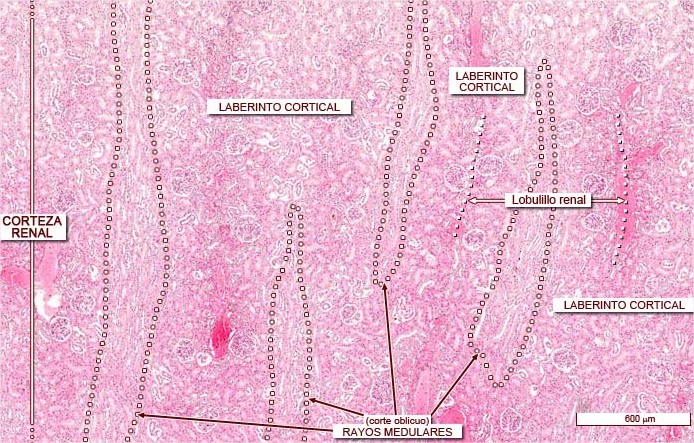 LABERINTO
CORTICAL
LABERINTO CORTICAL
Lobulillo renal
CORTEZA
RENAL
LABERINTO CORTICAL
(corte oblicuo)
RAYOS MEDULARES
600 µm